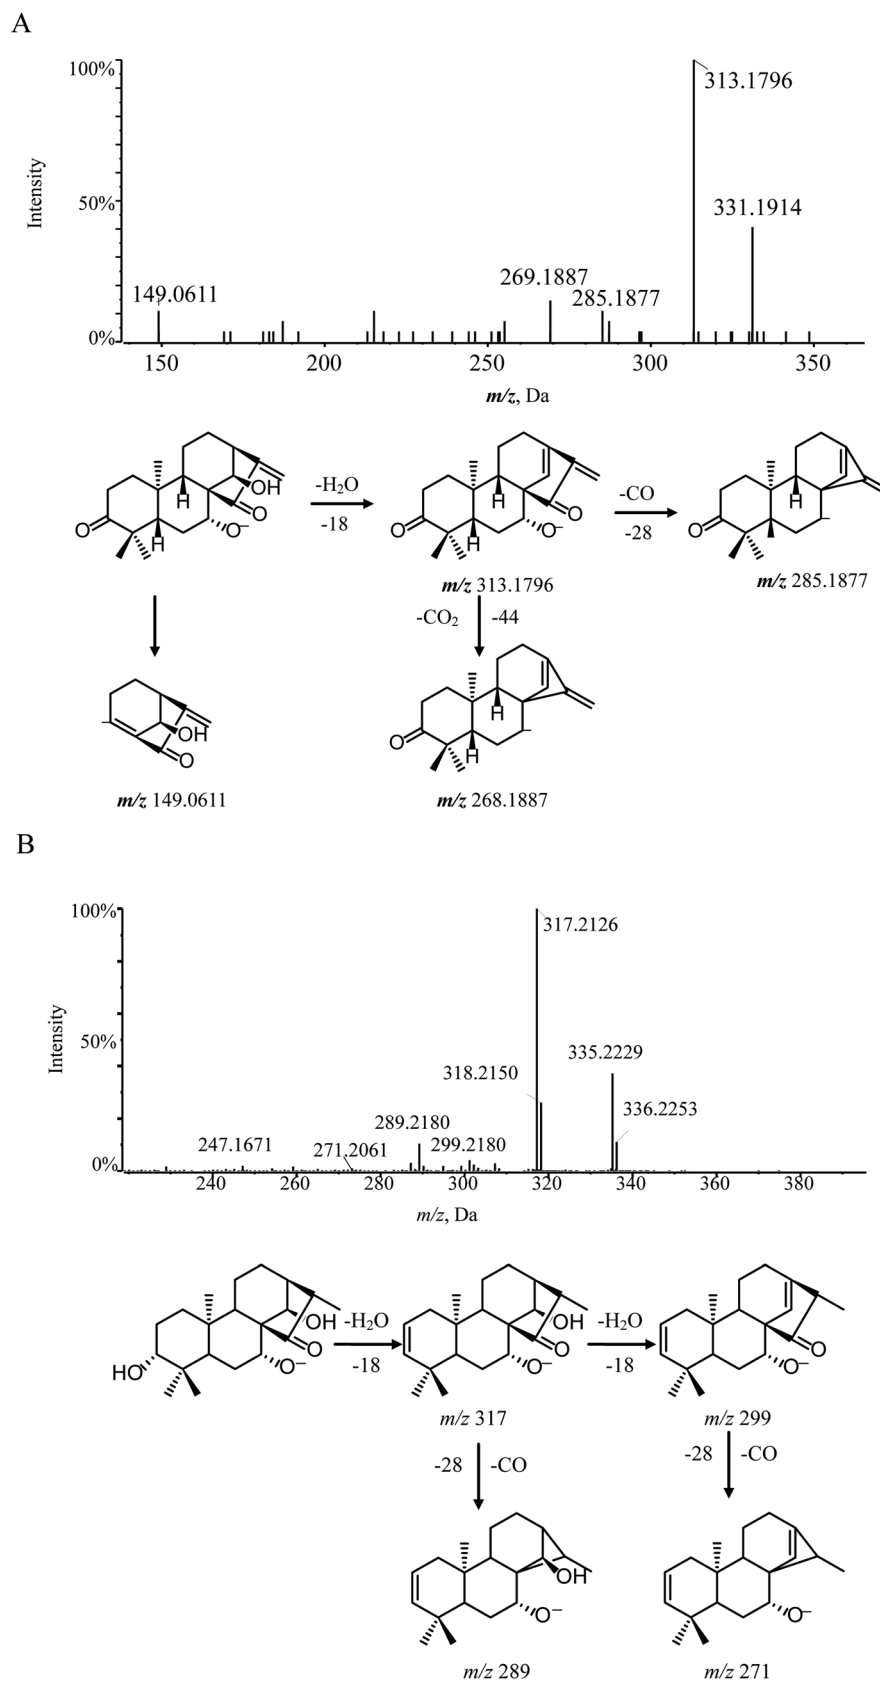 A
100%
313.1796
50%
331.1914
269.1887
285.1877
149.0611
0%
Intensity
150 200 250 300 350
m/z, Da
O H H OH O O–
-H2O
-18
O H H O O–
-CO
-28
O H
m/z 313.1796
m/z 285.1877
-CO2 -44
OH O
O H H
m/z 149.0611
m/z 268.1887
B
100%
317.2126
50%
335.2229
318.2150
336.2253
289.2180
247.1671
271.2061
299.2180
0%
Intensity
240 260 280 300 320 340 360 380
m/z, Da
HO OH O O–
-H2O
-18
OH O O–
-H2O
-18
O O–
m/z 317
m/z 299
-28 -CO
-28 -CO
OH O–
O–
m/z 289
m/z 271